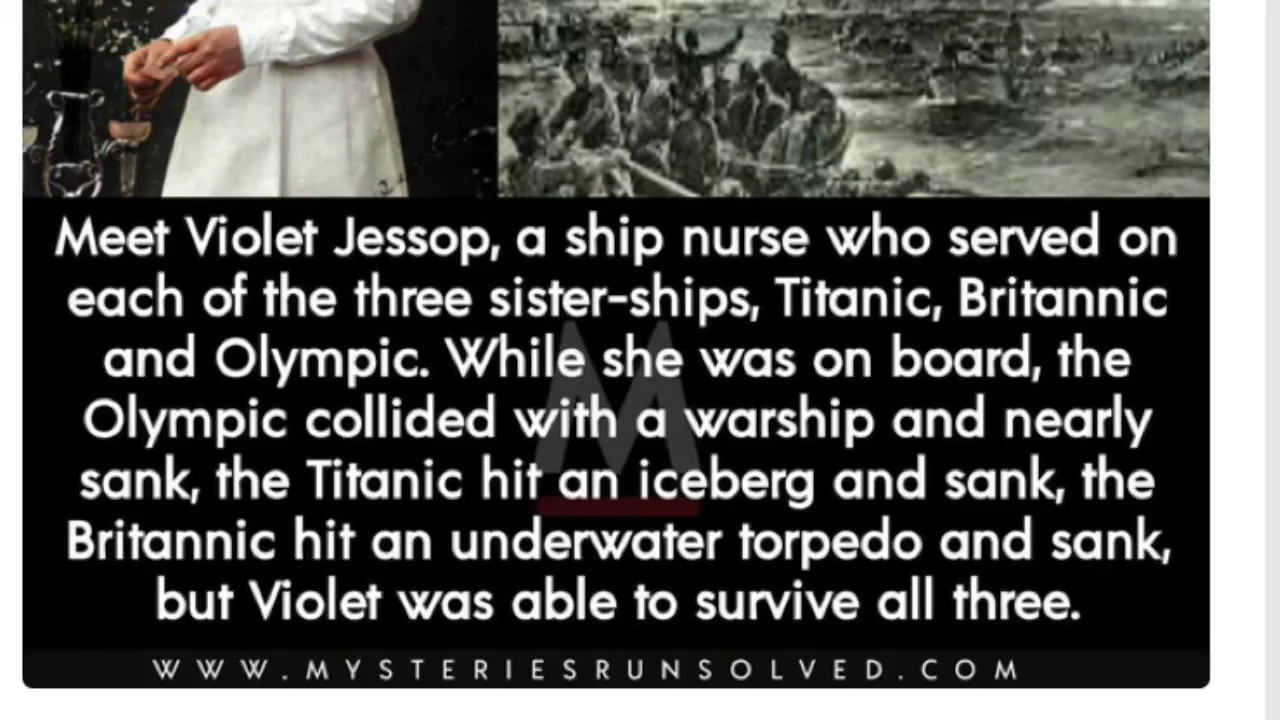 Meet Violet Jessop, a ship nurse who served on
each of the three sister-ships, Titanic, Britannic
and Olympic. While she was on board, the
Olympic collided with a warship and nearly
sank, the Titanic hit an iceberg and sank, the
Britannic hit an underwater torpedo and sank,
but Violet was able to survive all three.
WWW.MYSTERIESRUNSOLVED.COM